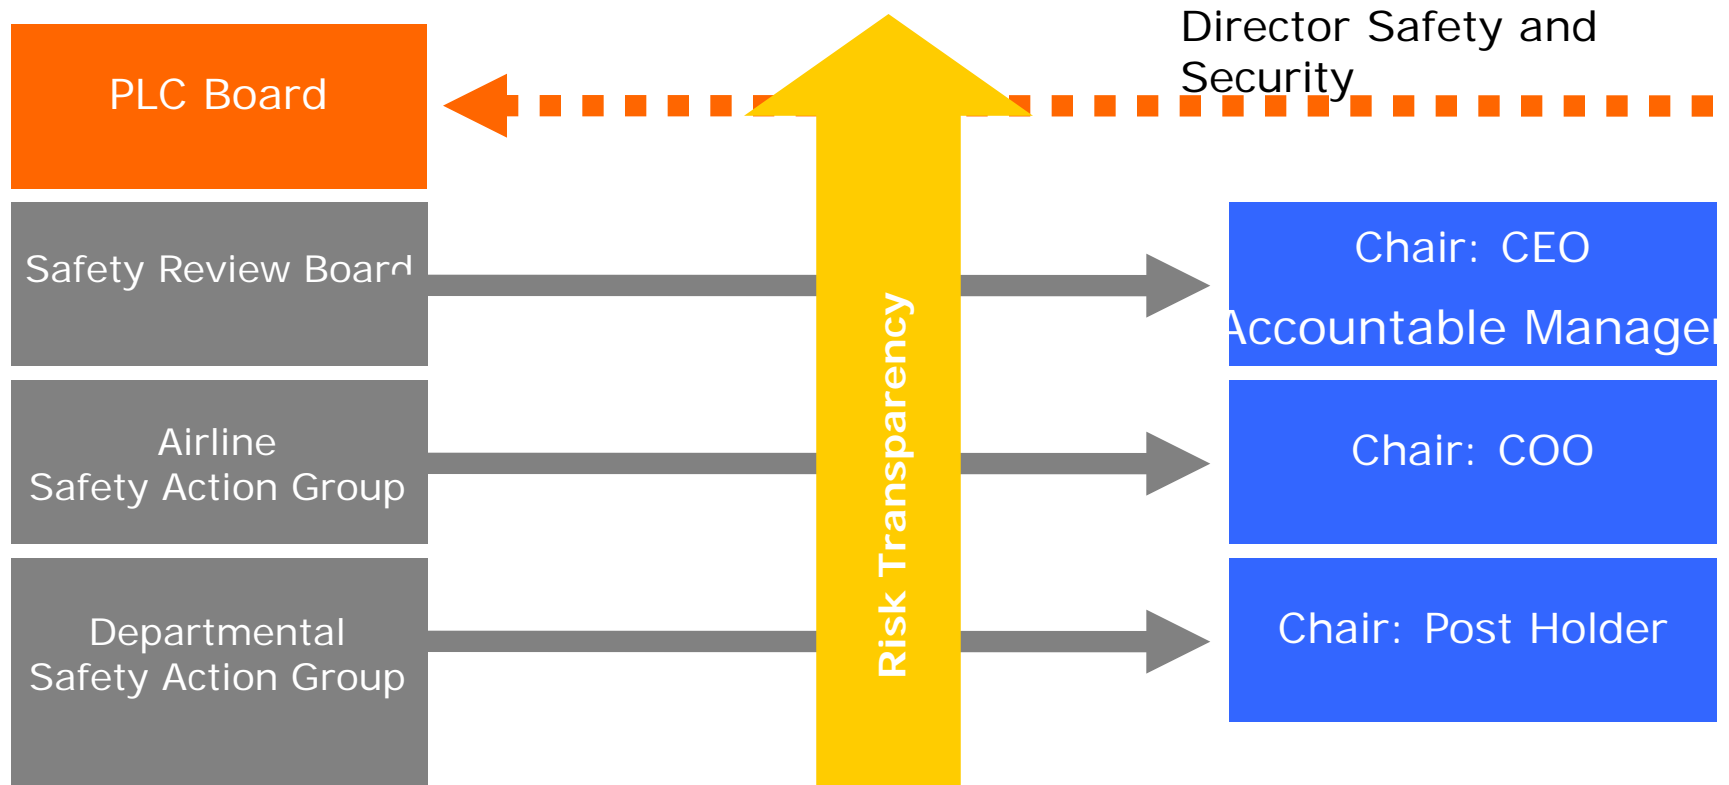 PLC Board
Director Safety and
Security
Safety Review Board
Chair: CEO
Accountable Manager
Risk Transparency
Airline
Safety Action Group
Chair: COO
Departmental
Safety Action Group
Chair: Post Holder